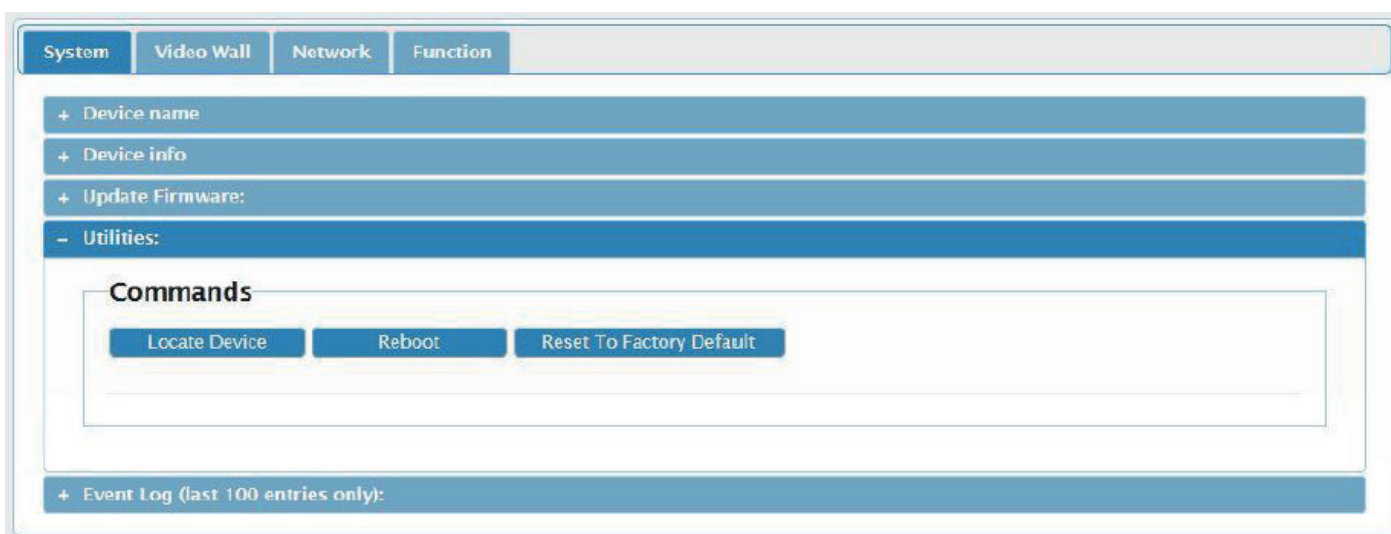 System Video Wall Network Function
+ Device name
+ Device info
+ Update Firmware:
– Utilities:
Commands
Locate Device Reboot Reset To Factory Default
+ Event Log (last 100 entries only):